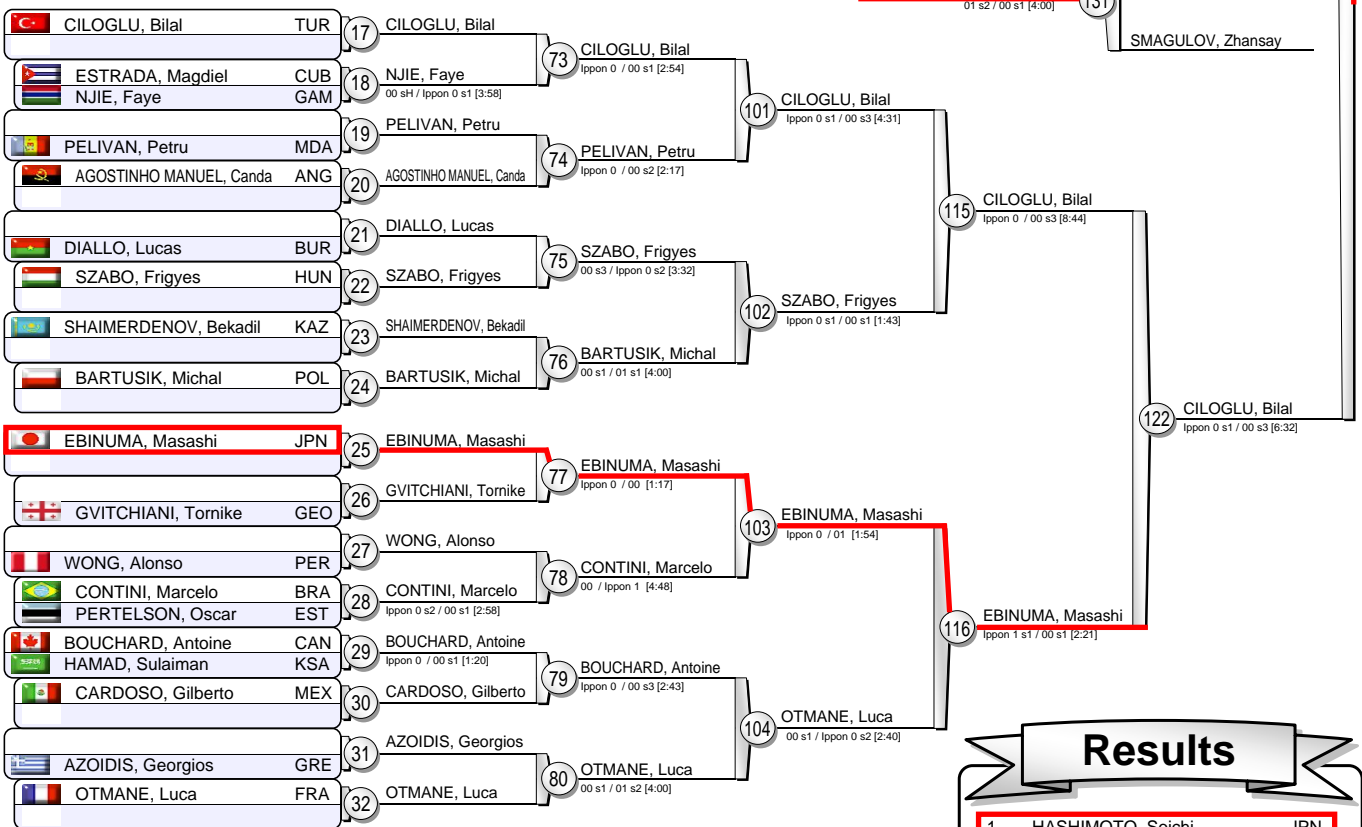 01 s2 / 00 s1 [4:00]
131
SMAGULOV, Zhansay
CILOGLU, Bilal TUR
ESTRADA, Magdiel CUB
NJIE, Faye GAM
PELIVAN, Petru MDA
AGOSTINHO MANUEL, Canda ANG
DIALLO, Lucas BUR
SZABO, Frigyes HUN
SHAIMERDENOV, Bekadil KAZ
BARTUSIK, Michal POL
EBINUMA, Masashi JPN
GVITCHIANI, Tornike GEO
WONG, Alonso PER
CONTINI, Marcelo BRA
PERTELSON, Oscar EST
BOUCHARD, Antoine CAN
HAMAD, Sulaiman KSA
CARDOSO, Gilberto MEX
AZOIDIS, Georgios GRE
OTMANE, Luca FRA
17
CILOGLU, Bilal
18
NJIE, Faye
00 sH / Ippon 0 s1 [3:58]
19
PELIVAN, Petru
20
AGOSTINHO MANUEL, Canda
21
DIALLO, Lucas
22
SZABO, Frigyes
23
SHAIMERDENOV, Bekadil
24
BARTUSIK, Michal
25
EBINUMA, Masashi
26
GVITCHIANI, Tornike
27
WONG, Alonso
28
CONTINI, Marcelo
Ippon 0 s2 / 00 s1 [2:58]
29
BOUCHARD, Antoine
Ippon 0 / 00 s1 [1:20]
30
CARDOSO, Gilberto
31
AZOIDIS, Georgios
32
OTMANE, Luca
73
CILOGLU, Bilal
Ippon 0 / 00 s1 [2:54]
74
PELIVAN, Petru
Ippon 0 / 00 s2 [2:17]
75
SZABO, Frigyes
00 s3 / Ippon 0 s2 [3:32]
76
BARTUSIK, Michal
00 s1 / 01 s1 [4:00]
77
EBINUMA, Masashi
Ippon 0 / 00 [1:17]
78
CONTINI, Marcelo
00 / Ippon 1 [4:48]
79
BOUCHARD, Antoine
Ippon 0 / 00 s3 [2:43]
80
OTMANE, Luca
00 s1 / 01 s2 [4:00]
101
CILOGLU, Bilal
Ippon 0 s1 / 00 s3 [4:31]
102
SZABO, Frigyes
Ippon 0 s1 / 00 s1 [1:43]
103
EBINUMA, Masashi
Ippon 0 / 01 [1:54]
104
OTMANE, Luca
00 s1 / Ippon 0 s2 [2:40]
115
CILOGLU, Bilal
Ippon 0 / 00 s3 [8:44]
116
EBINUMA, Masashi
Ippon 1 s1 / 00 s1 [2:21]
122
CILOGLU, Bilal
Ippon 0 s1 / 00 s3 [6:32]
Results
1 HASHIMOTO, Soichi JPN